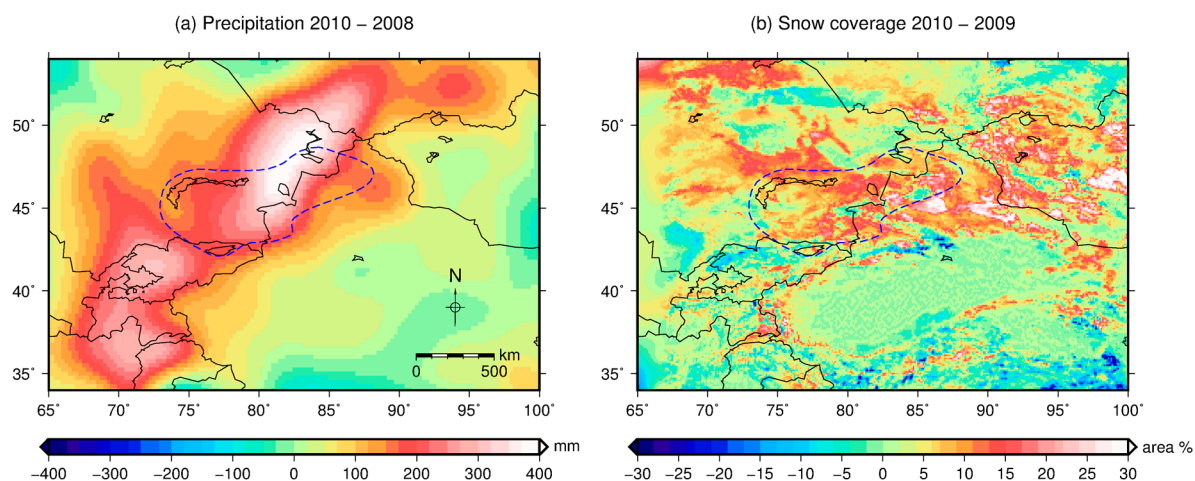 (a) Precipitation 2010 − 2008
50°
45°
40°
35°
N
km
0 500
65° 70° 75° 80° 85° 90° 95° 100°
mm
−400 −300 −200 −100 0 100 200 300 400
(b) Snow coverage 2010 − 2009
50°
45°
40°
35°
65° 70° 75° 80° 85° 90° 95° 100°
area %
−30 −25 −20 −15 −10 −5 0 5 10 15 20 25 30